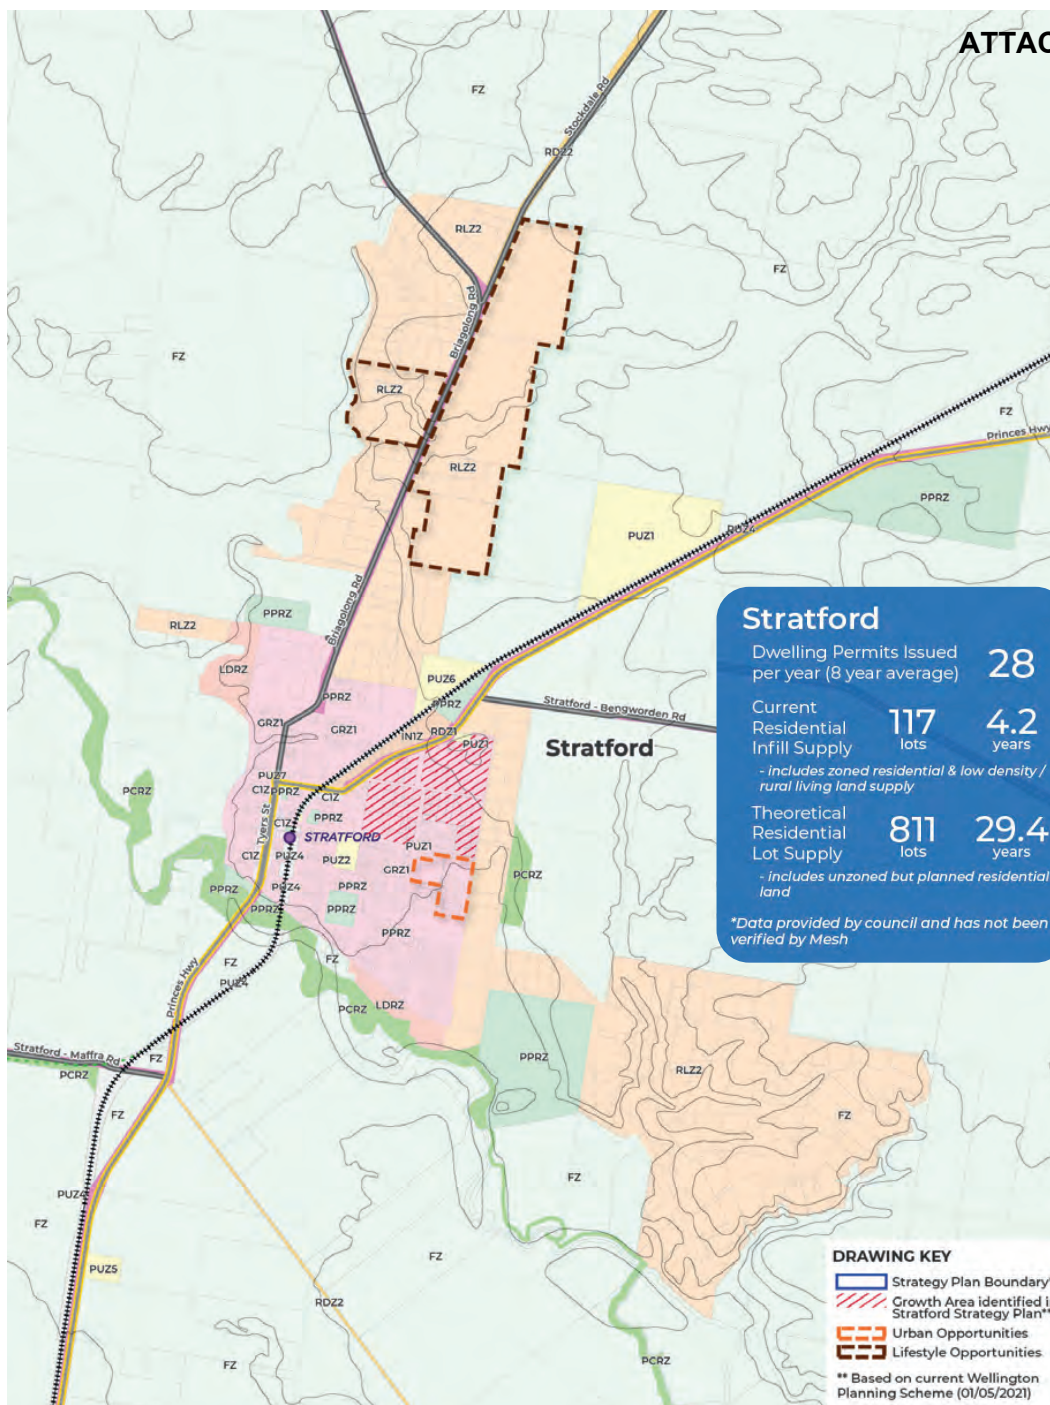 ATTAC
FZ
Stockdale Rd
RDZ2
RLZ2
FZ
Briagolong Rd
FZ
RLZ2
FZ
Princes Hwy
RLZ2
PPRZ
PUZ1
Briagolong Rd
PPRZ
RLZ2
LDRZ
PUZ6
PPRZ
PPRZ
Stratford - Bengworden Rd
GRZ1
GRZ1
IN1Z
RDZ1
PUZ1
Stratford
PUZ7
C1Z
PPRZ
C1Z
PCRZ
Tyers St
C1Z
PPRZ
STRATFORD
C1Z
PUZ4
PUZ2
PUZ1
GRZ1
PCRZ
PPRZ
PUZ4
PPRZ
PPRZ
PPRZ
PPRZ
FZ
FZ
Princes Hwy
PUZ4
PCRZ
LDRZ
Stratford - Maffra Rd
FZ
PPRZ
PCRZ
RLZ2
FZ
FZ
FZ
PUZ4
FZ
FZ
PUZ5
RDZ2
FZ
PCRZ
Stratford
Dwelling Permits Issued
per year (8 year average)
28
Current
Residential
Infill Supply
117
lots
4.2
years
- includes zoned residential & low density /
rural living land supply
Theoretical
Residential
Lot Supply
811
lots
29.4
years
- includes unzoned but planned residential
land
*Data provided by council and has not been
verified by Mesh
DRAWING KEY
Strategy Plan Boundary*
Growth Area identified i
Stratford Strategy Plan**
Urban Opportunities
Lifestyle Opportunities
** Based on current Wellington
Planning Scheme (01/05/2021)